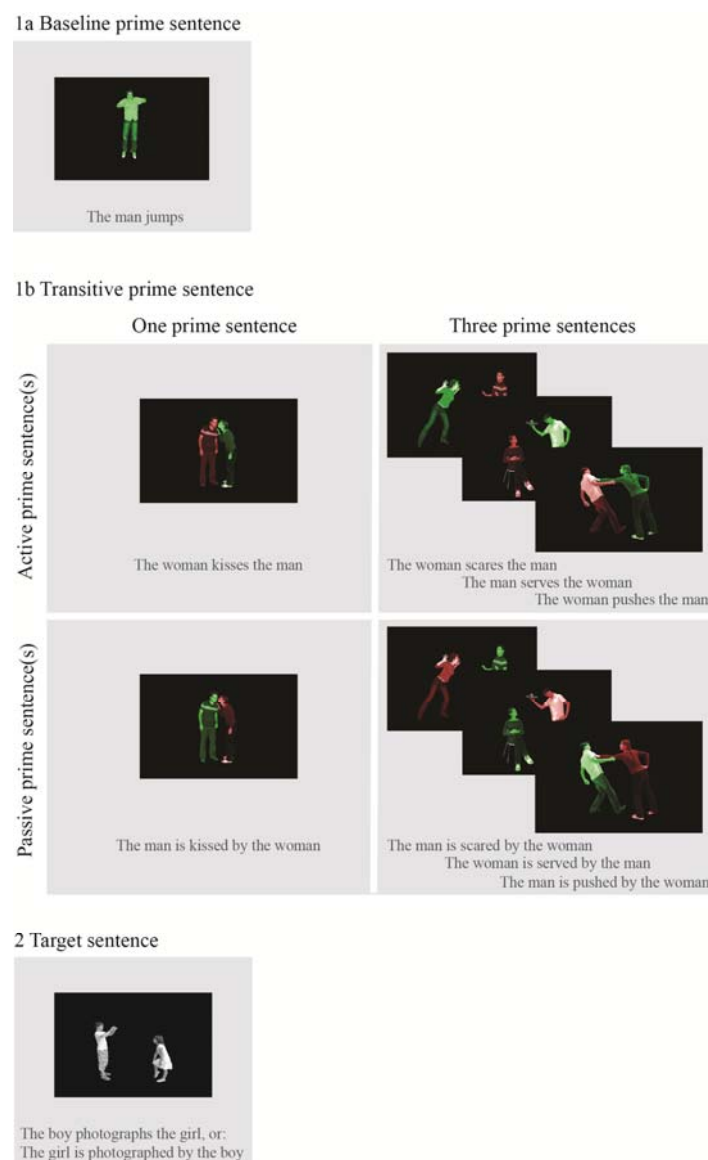 1a Baseline prime sentence
The man jumps
1b Transitive prime sentence
One prime sentence
Three prime sentences
Active prime sentence(s)
The woman kisses the man
The woman scares the man
The man serves the woman
The woman pushes the man
Passive prime sentence(s)
The man is kissed by the woman
The man is scared by the woman
The woman is served by the man
The man is pushed by the woman
2 Target sentence
The boy photographs the girl, or:
The girl is photographed by the boy